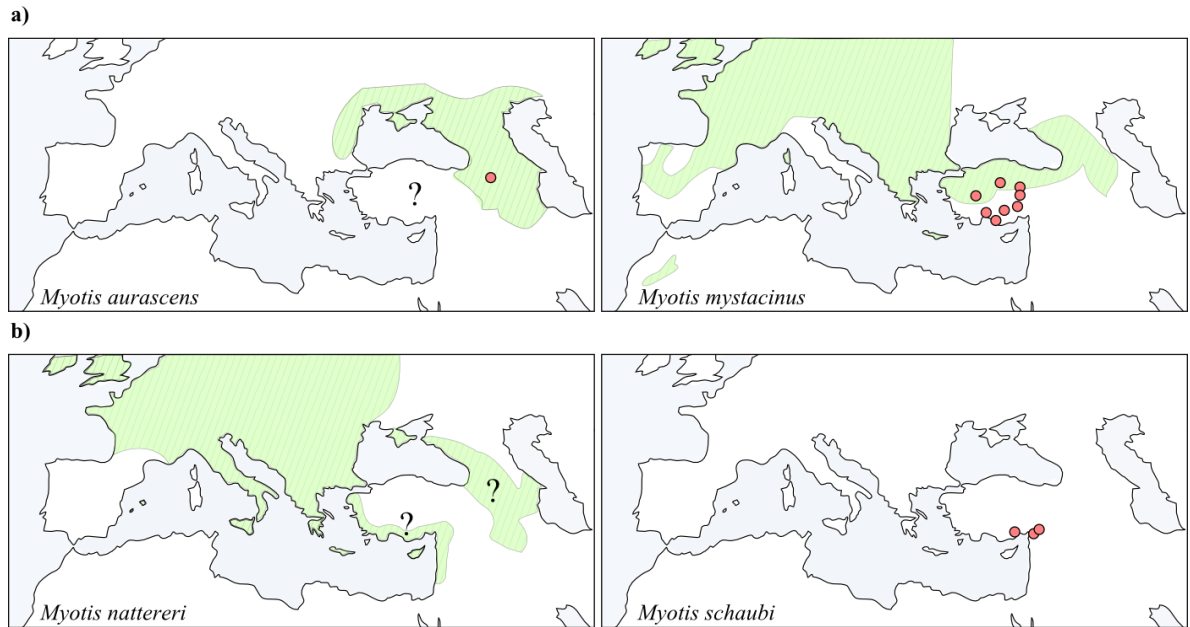 a)
?
Myotis aurascens
Myotis mystacinus
b)
?
?
Myotis nattereri
Myotis schaubi